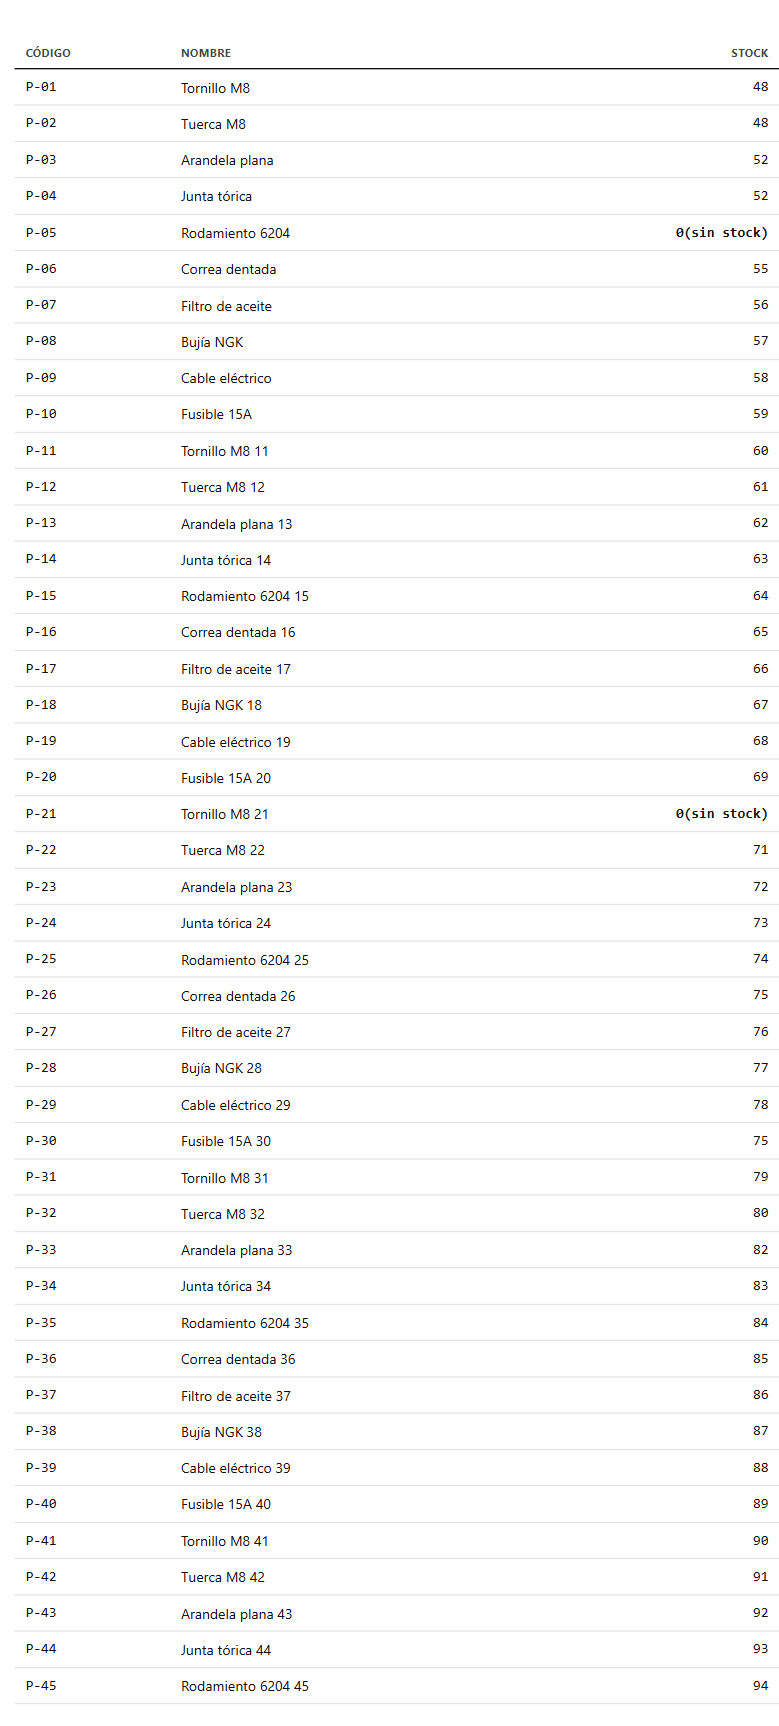 CÓDIGO NOMBRE STOCK
P-01 Tornillo M8 48
P-02 Tuerca M8 48
P-03 Arandela plana 52
P-04 Junta tórica 52
P-05 Rodamiento 6204 0(sin stock)
P-06 Correa dentada 55
P-07 Filtro de aceite 56
P-08 Bujía NGK 57
P-09 Cable eléctrico 58
P-10 Fusible 15A 59
P-11 Tornillo M8 11 60
P-12 Tuerca M8 12 61
P-13 Arandela plana 13 62
P-14 Junta tórica 14 63
P-15 Rodamiento 6204 15 64
P-16 Correa dentada 16 65
P-17 Filtro de aceite 17 66
P-18 Bujía NGK 18 67
P-19 Cable eléctrico 19 68
P-20 Fusible 15A 20 69
P-21 Tornillo M8 21 0(sin stock)
P-22 Tuerca M8 22 71
P-23 Arandela plana 23 72
P-24 Junta tórica 24 73
P-25 Rodamiento 6204 25 74
P-26 Correa dentada 26 75
P-27 Filtro de aceite 27 76
P-28 Bujía NGK 28 77
P-29 Cable eléctrico 29 78
P-30 Fusible 15A 30 75
P-31 Tornillo M8 31 79
P-32 Tuerca M8 32 80
P-33 Arandela plana 33 82
P-34 Junta tórica 34 83
P-35 Rodamiento 6204 35 84
P-36 Correa dentada 36 85
P-37 Filtro de aceite 37 86
P-38 Bujía NGK 38 87
P-39 Cable eléctrico 39 88
P-40 Fusible 15A 40 89
P-41 Tornillo M8 41 90
P-42 Tuerca M8 42 91
P-43 Arandela plana 43 92
P-44 Junta tórica 44 93
P-45 Rodamiento 6204 45 94